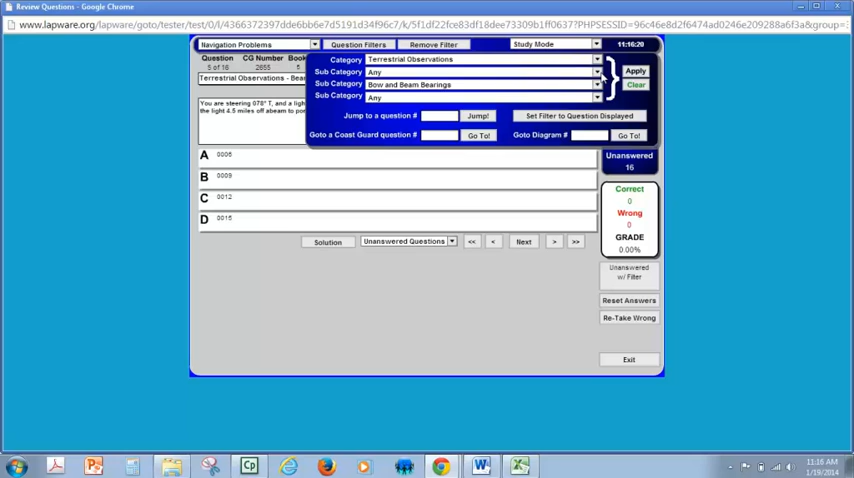 Review Questions - Google Chrome
www.lapware.org/goto/tester/test/0/l/4366372397dde6bb6e7d5191d34f96c7/k/5f1df22fce83df18dee73309b1ff0637?PHPSESSID=96c46e8d2f6474ad0246e209288a6f3a&group=
Navigation Problems Question Filters Remove Filter Study Mode 11:16:20
Question CG Number Book
5 of 16 2655 5
Terrestrial Observations - Bea
You are steering 078° T, and a ligh
the light 4.5 miles off abeam to por
Category Terrestrial Observations
Sub Category Any
Sub Category Bow and Beam Bearings
Sub Category Any
Apply
Clear
Jump to a question # Jump! Set Filter to Question Displayed
Goto a Coast Guard question # Go To! Goto Diagram # Go To!
A 0006
B 0009
C 0012
D 0015
Solution Unanswered Questions << < Next > >>
Unanswered
16
Correct
0
Wrong
0
GRADE
0.00%
Unanswered
w/ Filter
Reset Answers
Re-Take Wrong
Exit
11:16 AM
1/19/2014